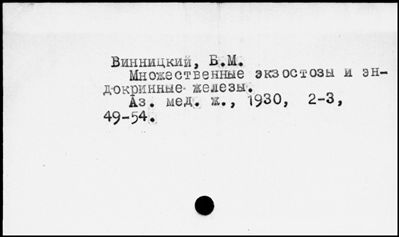 Винницкий, Б.М.
Множественные экзостозы и эн-
докринные железы.
Аз. мед. ж., 1930, 2-3,
49-54.